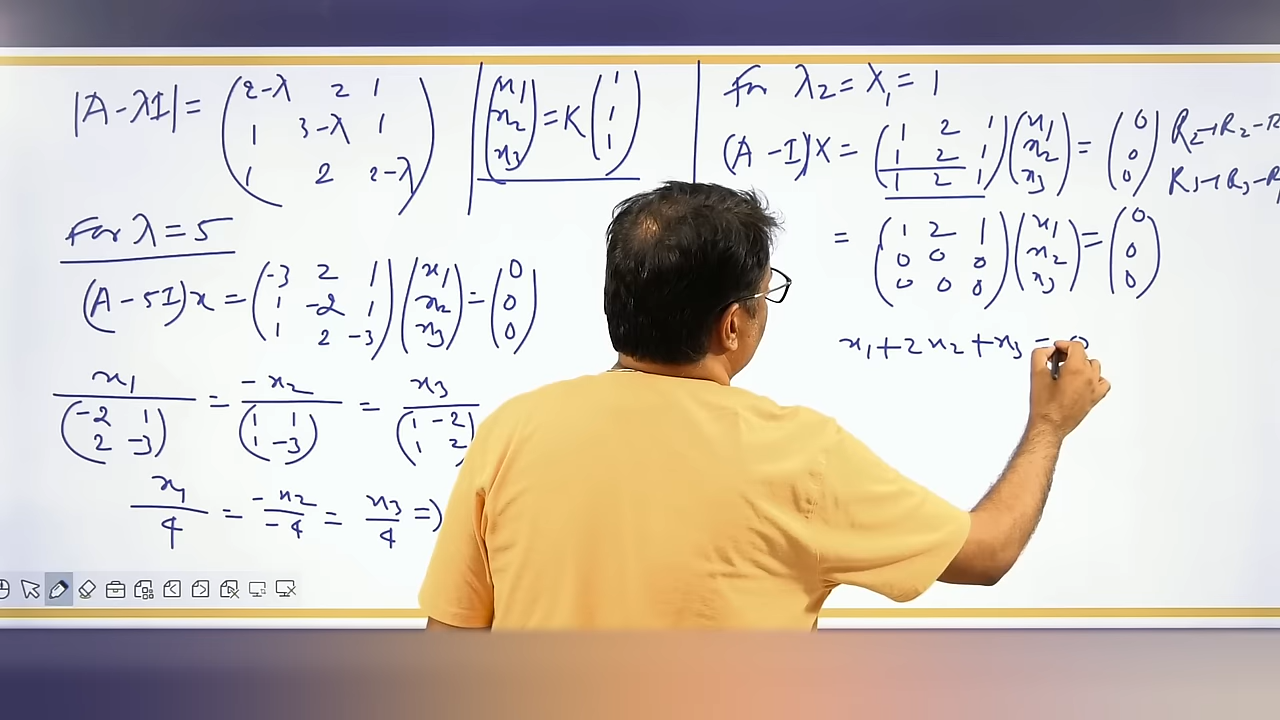 |A-λI| = ( 2-λ 2 1
1 3-λ 1
1 2 2-λ )
( x1 x2 x3 ) = K ( 1 1 1 )
For λ = 5
(A - 5I)x = ( -3 2 1
1 -2 1
1 2 -3 ) ( x1 x2 x3 ) = ( 0 0 0 )
x1 / ( -2 1
2 -3 ) = -x2 / ( 1 1
1 -3 ) = x3 / ( 1 -2
1 2 )
x1/4 = -x2/-4 = x3/4 ⇒
For λ2 = λ1 = 1
(A - I)X = ( 1 2 1
1 2 1
1 2 1 ) ( x1 x2 x3 ) = ( 0 0 0 )
R2→R2-R
R3→R3-R1
= ( 1 2 1
0 0 0
0 0 0 ) ( x1 x2 x3 ) = ( 0 0 0 )
x1 + 2x2 + x3 = 0